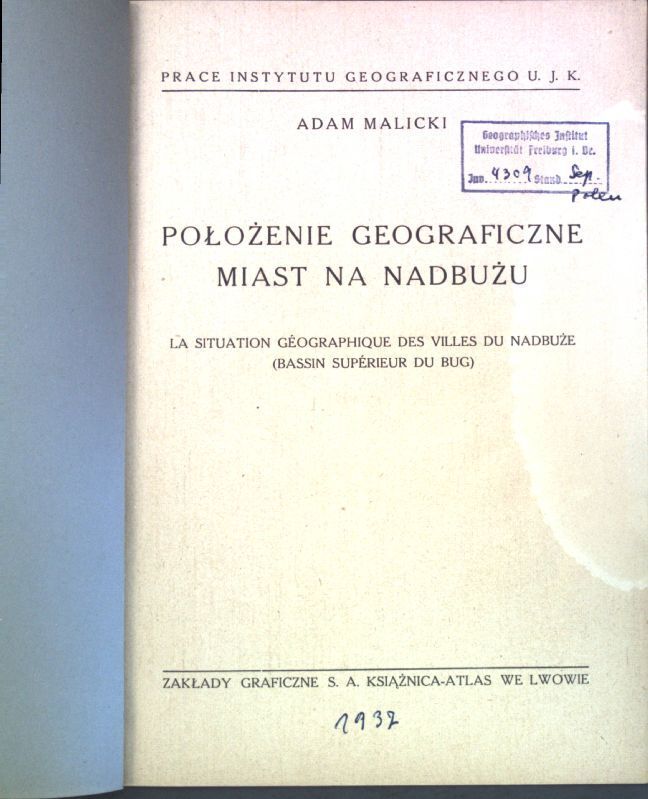 PRACE INSTYTUTU GEOGRAFICZNEGO U. J. K.
ADAM MALICKI
Geographisches Institut
Universität Freiburg i. Br.
Inv. 4309 Stand Sep.
Polen
POŁOŻENIE GEOGRAFICZNE
MIAST NA NADBUŻU
LA SITUATION GÉOGRAPHIQUE DES VILLES DU NADBUŻE
(BASSIN SUPÉRIEUR DU BUG)
ZAKŁADY GRAFICZNE S. A. KSIĄŻNICA-ATLAS WE LWOWIE
1937